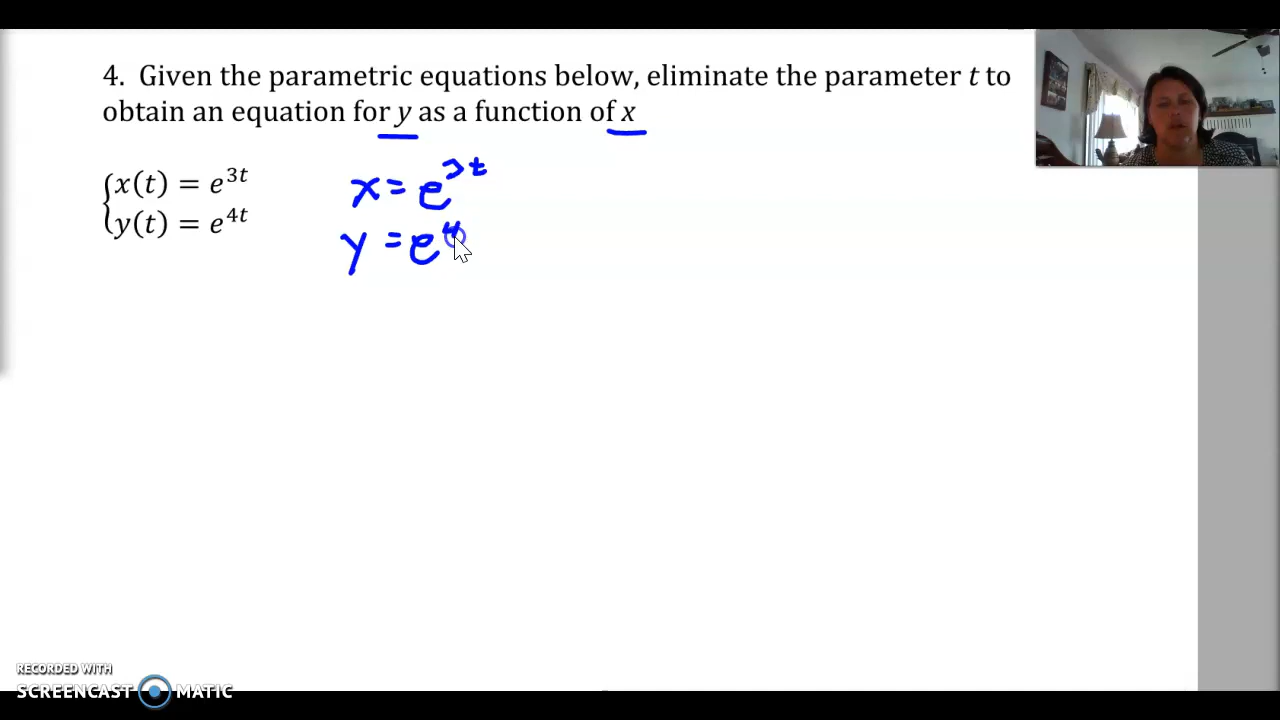 4. Given the parametric equations below, eliminate the parameter t to
obtain an equation for y as a function of x
x(t) = e^{3t}
y(t) = e^{4t}
x = e^{3t}
y = e^4
RECORDED WITH
SCREENCAST MATIC